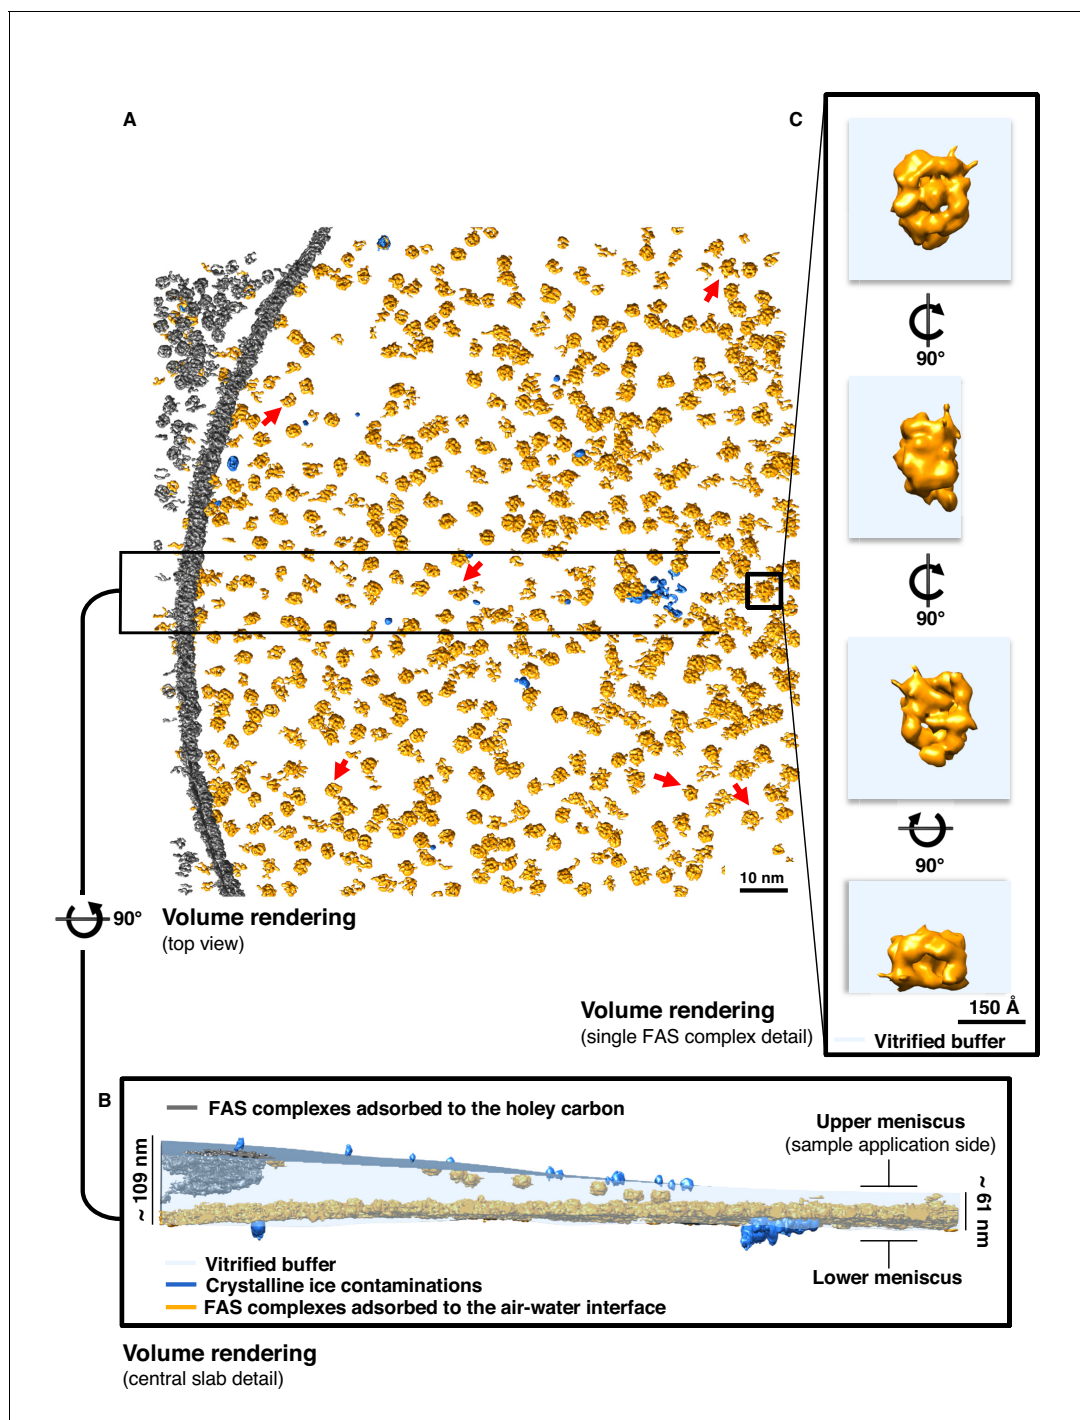 A
C
90°
90°
90°
10 nm
90°
Volume rendering
(top view)
Volume rendering
(single FAS complex detail)
150 Å
Vitrified buffer
B
FAS complexes adsorbed to the holey carbon
Upper meniscus
(sample application side)
~ 109 nm
~ 61 nm
Vitrified buffer
Crystalline ice contaminations
FAS complexes adsorbed to the air-water interface
Lower meniscus
Volume rendering
(central slab detail)